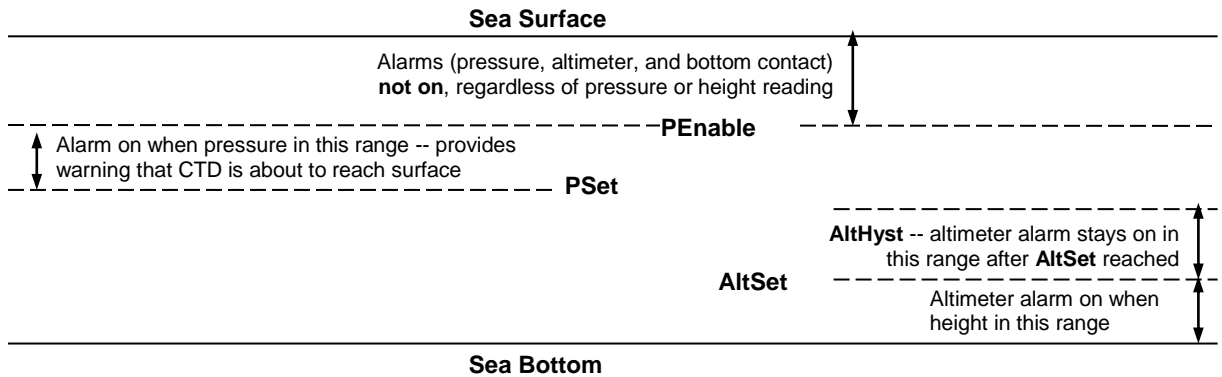 Sea Surface
Alarms (pressure, altimeter, and bottom contact)
not on, regardless of pressure or height reading
PEnable
Alarm on when pressure in this range -- provides
warning that CTD is about to reach surface
PSet
AltHyst -- altimeter alarm stays on in
this range after AltSet reached
AltSet
Altimeter alarm on when
height in this range
Sea Bottom